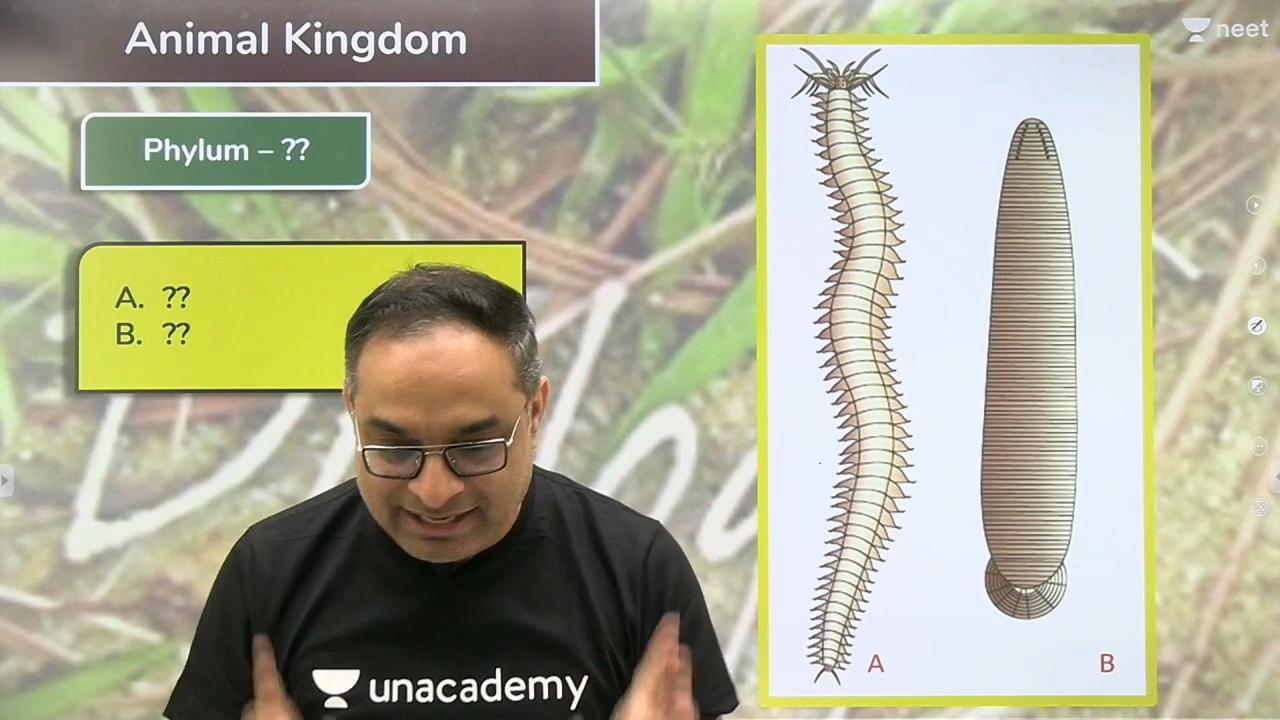 Animal Kingdom
neet
Phylum – ??
A. ??
B. ??
A
B
unacademy